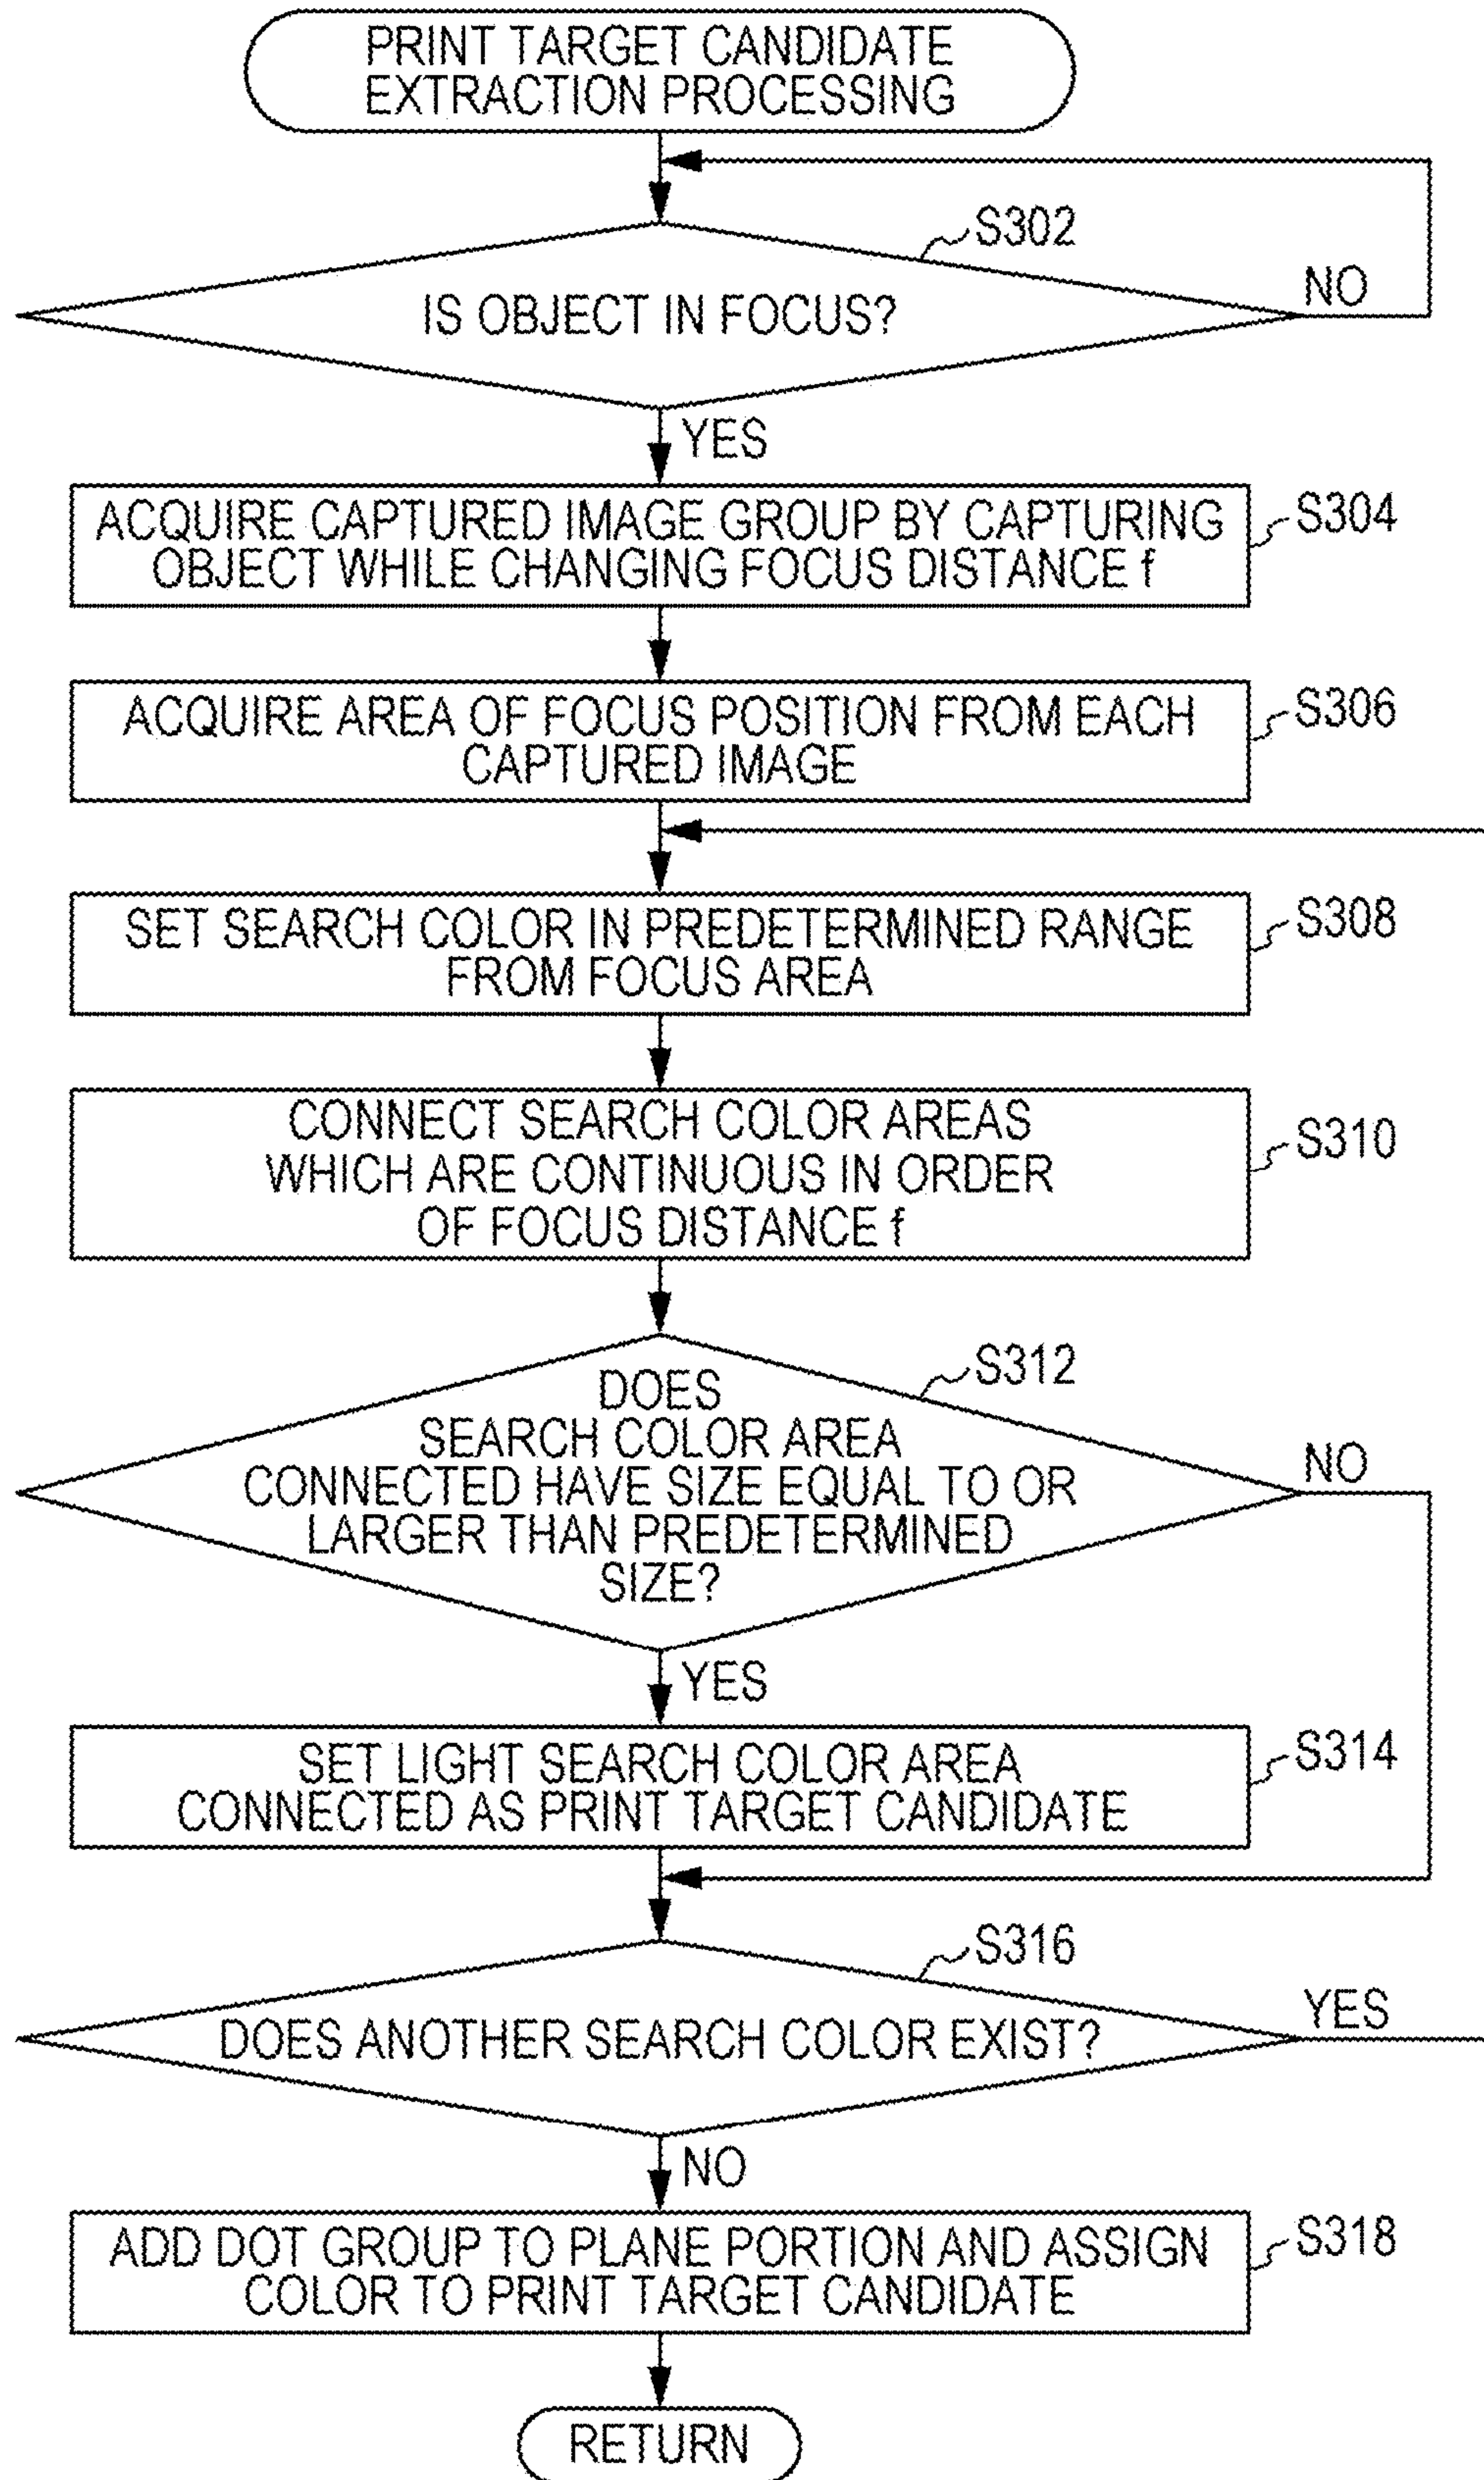 PRINT TARGET CANDIDATE
EXTRACTION PROCESSING
S302
IS OBJECT IN FOCUS?
NO
YES
ACQUIRE CAPTURED IMAGE GROUP BY CAPTURING
OBJECT WHILE CHANGING FOCUS DISTANCE f
S304
ACQUIRE AREA OF FOCUS POSITION FROM EACH
CAPTURED IMAGE
S306
SET SEARCH COLOR IN PREDETERMINED RANGE
FROM FOCUS AREA
S308
CONNECT SEARCH COLOR AREAS
WHICH ARE CONTINUOUS IN ORDER
OF FOCUS DISTANCE f
S310
S312
DOES
SEARCH COLOR AREA
CONNECTED HAVE SIZE EQUAL TO OR
LARGER THAN PREDETERMINED
SIZE?
NO
YES
SET LIGHT SEARCH COLOR AREA
CONNECTED AS PRINT TARGET CANDIDATE
S314
S316
DOES ANOTHER SEARCH COLOR EXIST?
YES
NO
ADD DOT GROUP TO PLANE PORTION AND ASSIGN
COLOR TO PRINT TARGET CANDIDATE
S318
RETURN